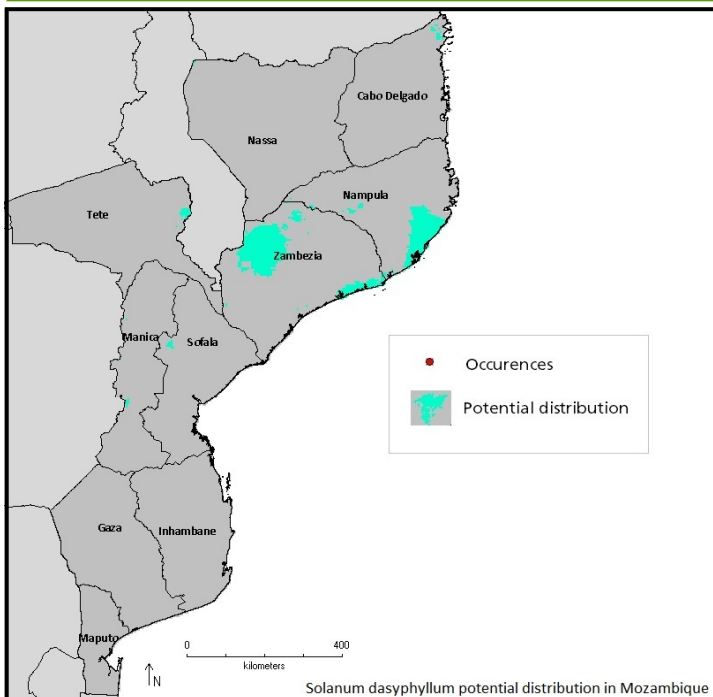 Cabo Delgado
Nassa
Nampula
Tete
Zambezia
Manica
Sofala
Occurences
Potential distribution
Gaza
Inhambane
Maputo
0 400
kilometers
N
Solanum dasyphyllum potential distribution in Mozambique